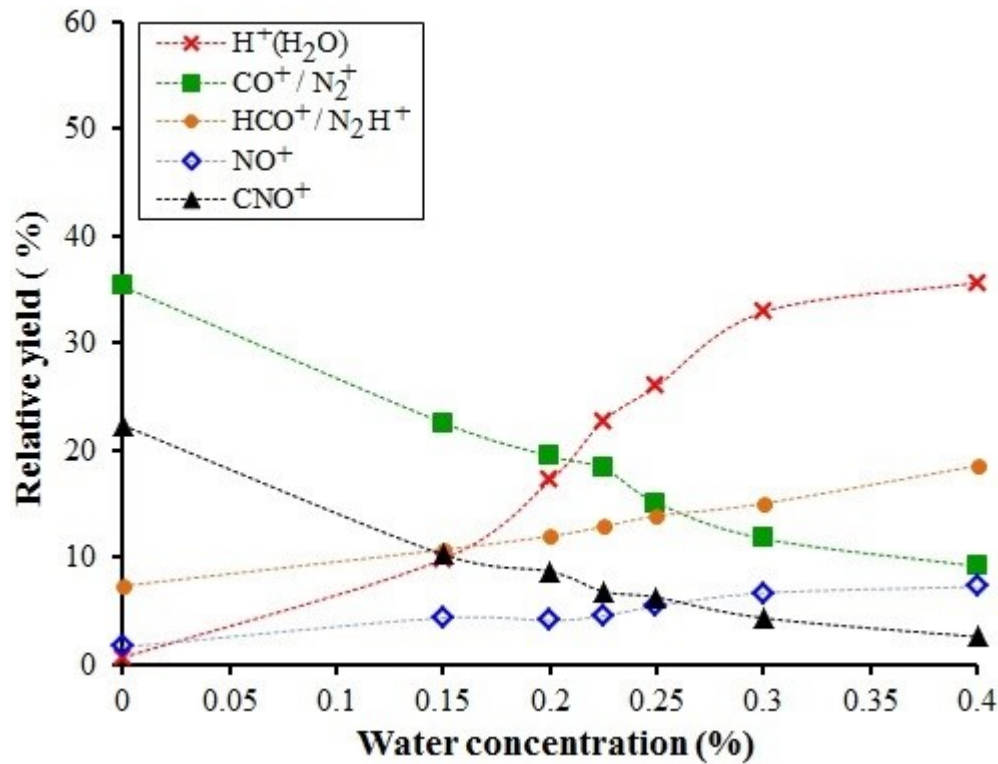 60
50
40
30
20
10
0
Relative yield ( %)
H⁺(H₂O)
CO⁺ / N₂⁺
HCO⁺ / N₂H⁺
NO⁺
CNO⁺
0 0.05 0.1 0.15 0.2 0.25 0.3 0.35 0.4
Water concentration (%)